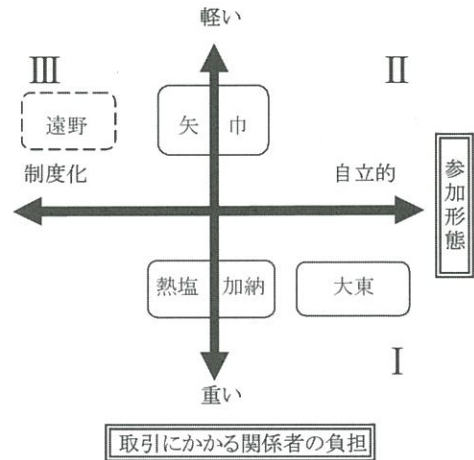 軽い
Ⅲ
Ⅱ
遠野
矢 巾
制度化
自立的
参加形態
熱塩 加納
大東
Ⅰ
重い
取引にかかる関係者の負担